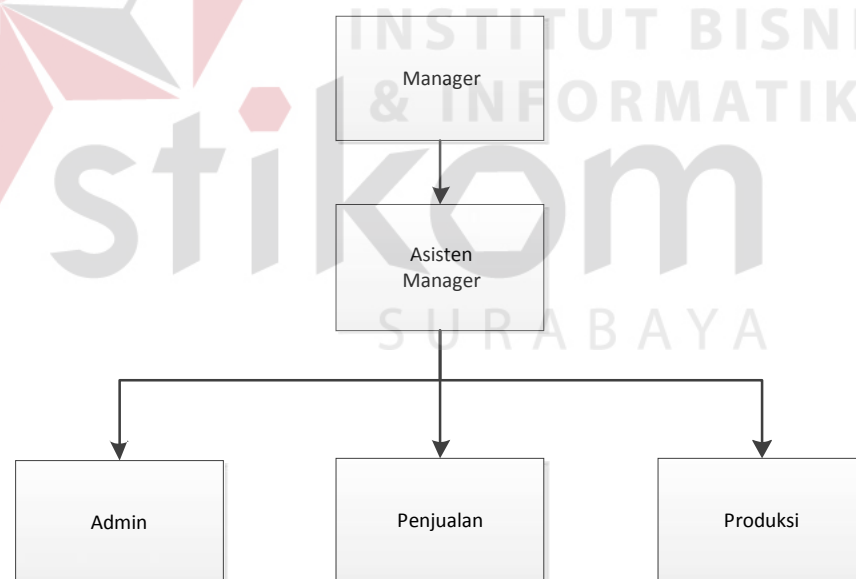 INSTITUT BISNI
& INFORMATIK
stikom
SURABAYA
Manager
Asisten
Manager
Admin
Penjualan
Produksi